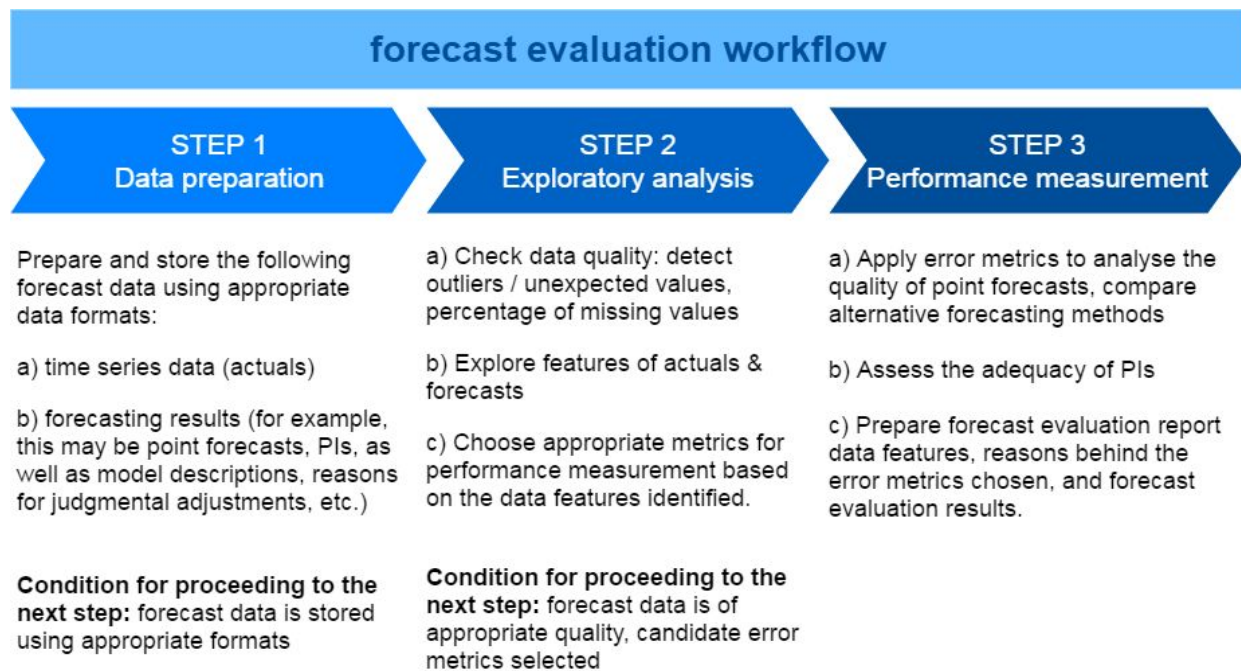 forecast evaluation workflow
STEP 1
Data preparation
STEP 2
Exploratory analysis
STEP 3
Performance measurement
Prepare and store the following
forecast data using appropriate
data formats:
a) time series data (actuals)
b) forecasting results (for example,
this may be point forecasts, PIs, as
well as model descriptions, reasons
for judgmental adjustments, etc.)
Condition for proceeding to the
next step: forecast data is stored
using appropriate formats
a) Check data quality: detect
outliers / unexpected values,
percentage of missing values
b) Explore features of actuals &
forecasts
c) Choose appropriate metrics for
performance measurement based
on the data features identified.
Condition for proceeding to the
next step: forecast data is of
appropriate quality, candidate error
metrics selected
a) Apply error metrics to analyse the
quality of point forecasts, compare
alternative forecasting methods
b) Assess the adequacy of PIs
c) Prepare forecast evaluation report
data features, reasons behind the
error metrics chosen, and forecast
evaluation results.